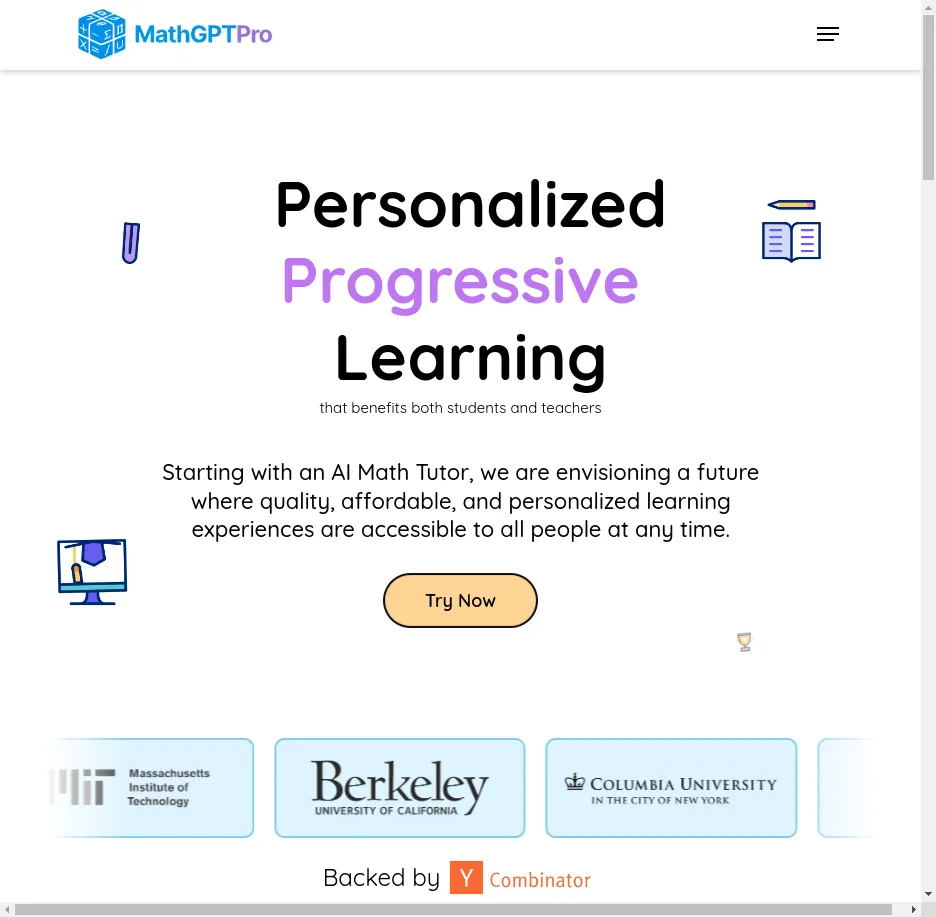 MathGPTPro
Personalized
Progressive
Learning
that benefits both students and teachers
Starting with an AI Math Tutor, we are envisioning a future
where quality, affordable, and personalized learning
experiences are accessible to all people at any time.
Try Now
MIT
Massachusetts
Institute of
Technology
Berkeley
UNIVERSITY OF CALIFORNIA
COLUMBIA UNIVERSITY
IN THE CITY OF NEW YORK
Backed by Y Combinator